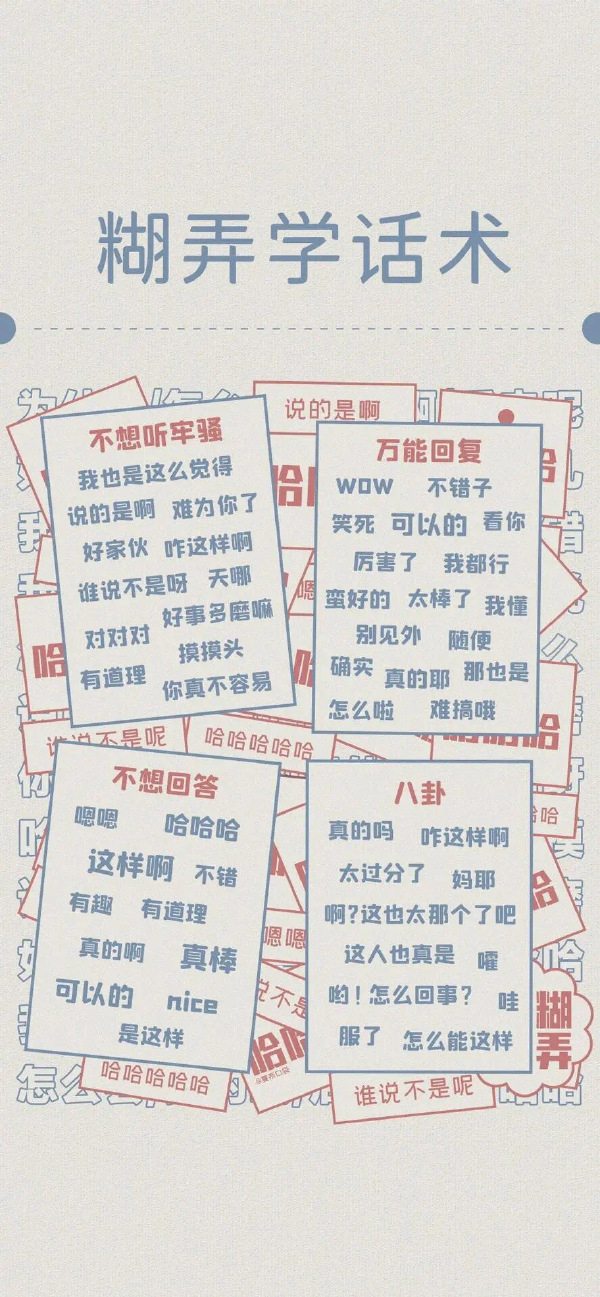 糊弄学话术
说的是啊
不想听牢骚
我也是这么觉得
说的是啊 难为你了
好家伙 咋这样啊
谁说不是呀 天哪
好事多磨嘛
对对对 摸摸头
有道理 你真不容易
万能回复
WOW 不错子
笑死 可以的 看你
厉害了 我都行
蛮好的 太棒了 我懂
别见外 随便
确实 真的耶 那也是
怎么啦 难搞哦
谁说不是呢
哈哈哈哈哈
不想回答
嗯嗯 哈哈哈
这样啊 不错
有趣 有道理
真的啊 真棒
可以的 nice
是这样
八卦
真的吗 咋这样啊
太过分了 妈耶
啊?这也太那个了吧
这人也真是 嚯
哟!怎么回事?
哇
服了 怎么能这样
糊弄
哈哈哈哈哈
谁说不是呢